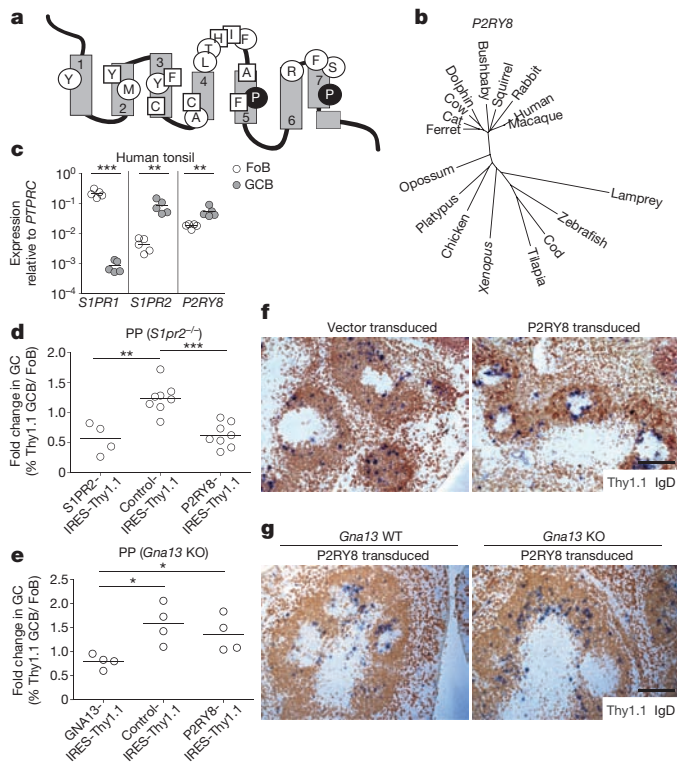 a
1
2
3
4
5
6
7
Y
Y
M
Y
F
C
C
A
L
T
H
I
F
A
F
P
R
F
S
P
b
P2RY8
Dolphin
Cow
Cat
Ferret
Bushbaby
Squirrel
Rabbit
Human
Macaque
Opossum
Platypus
Chicken
Xenopus
Tilapia
Cod
Zebrafish
Lamprey
c
Human tonsil
*** ** **
FoB
GCB
Expression
relative to PTPRC
10⁰
10⁻¹
10⁻²
10⁻³
10⁻⁴
S1PR1 S1PR2 P2RY8
d
PP (S1pr2⁻/⁻)
** ***
Fold change in GC
(% Thy1.1 GCB/ FoB)
2.0
1.5
1.0
0.5
0
S1PR2-
IRES-Thy1.1
Control-
IRES-Thy1.1
P2RY8-
IRES-Thy1.1
e
PP (Gna13 KO)
*
*
Fold change in GC
(% Thy1.1 GCB/ FoB)
2.5
2.0
1.5
1.0
0.5
0
GNA13-
IRES-Thy1.1
Control-
IRES-Thy1.1
P2RY8-
IRES-Thy1.1
f
Vector transduced P2RY8 transduced
Thy1.1 IgD
g
Gna13 WT Gna13 KO
P2RY8 transduced P2RY8 transduced
Thy1.1 IgD